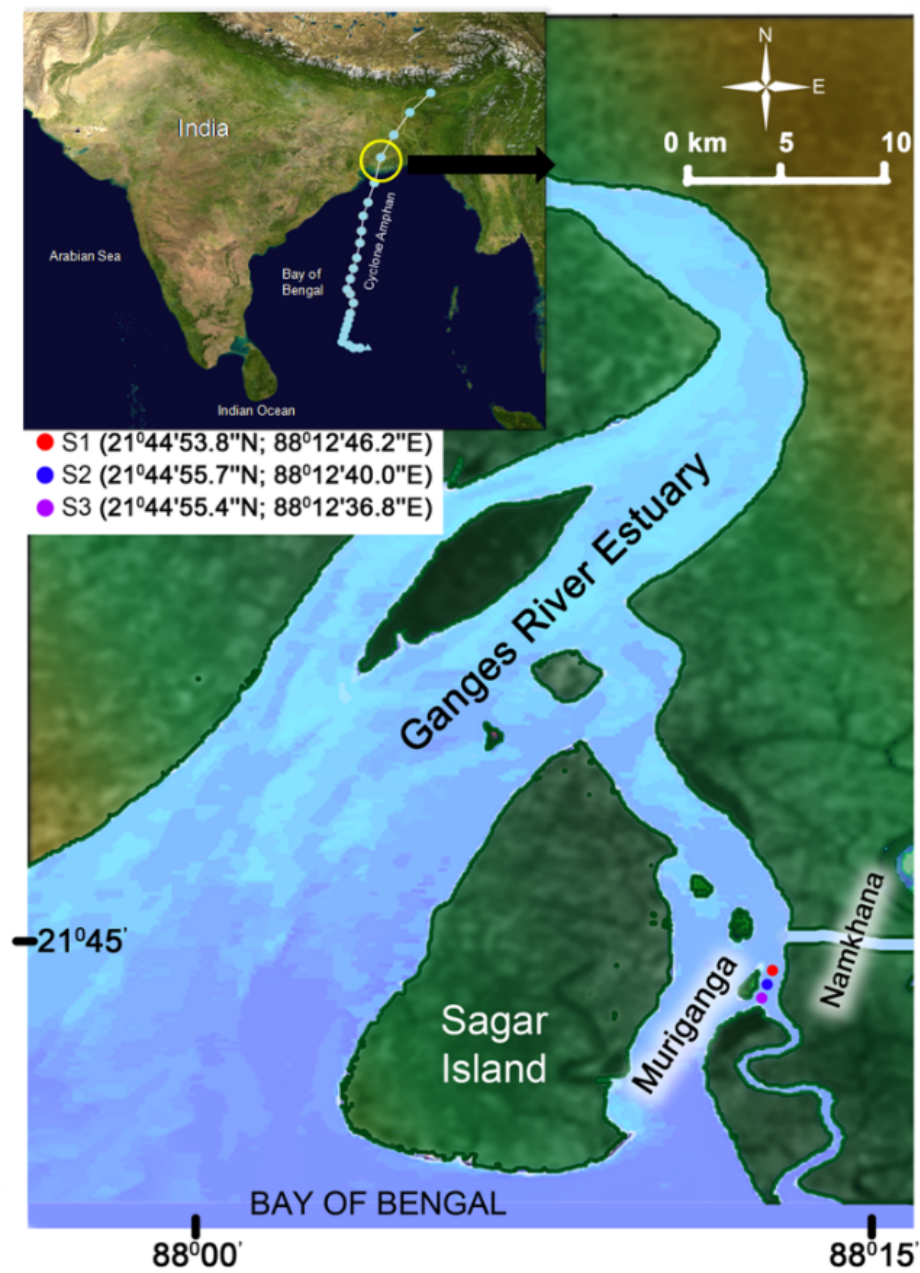 India
Arabian Sea
Bay of
Bengal
Cyclone Amphan
Indian Ocean
N
E
0 km 5 10
S1 (21⁰44'53.8"N; 88⁰12'46.2"E)
S2 (21⁰44'55.7"N; 88⁰12'40.0"E)
S3 (21⁰44'55.4"N; 88⁰12'36.8"E)
Ganges River Estuary
21⁰45'
Namkhana
Muriganga
Sagar
Island
BAY OF BENGAL
88⁰00'
88⁰15'